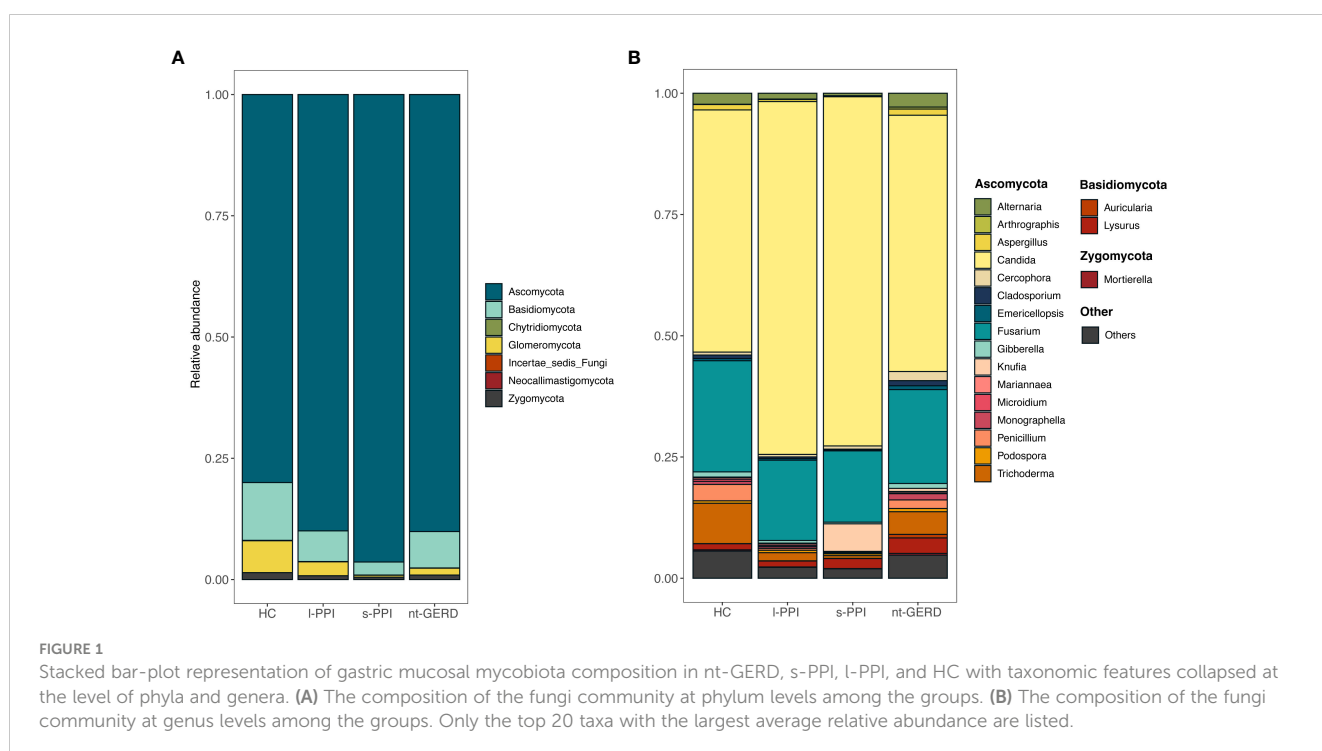 A
1.00
0.75
0.50
0.25
0.00
Relative abundance
HC
l-PPI
s-PPI
nt-GERD
Ascomycota
Basidiomycota
Chytridiomycota
Glomeromycota
Incertae_sedis_Fungi
Neocallimastigomycota
Zygomycota
B
1.00
0.75
0.50
0.25
0.00
HC
l-PPI
s-PPI
nt-GERD
Ascomycota
Alternaria
Arthrographis
Aspergillus
Candida
Cercophora
Cladosporium
Emericellopsis
Fusarium
Gibberella
Knufia
Mariannaea
Microidium
Monographella
Penicillium
Podospora
Trichoderma
Basidiomycota
Auricularia
Lysurus
Zygomycota
Mortierella
Other
Others
FIGURE 1
Stacked bar-plot representation of gastric mucosal mycobiota composition in nt-GERD, s-PPI, l-PPI, and HC with taxonomic features collapsed at
the level of phyla and genera. (A) The composition of the fungi community at phylum levels among the groups. (B) The composition of the fungi
community at genus levels among the groups. Only the top 20 taxa with the largest average relative abundance are listed.